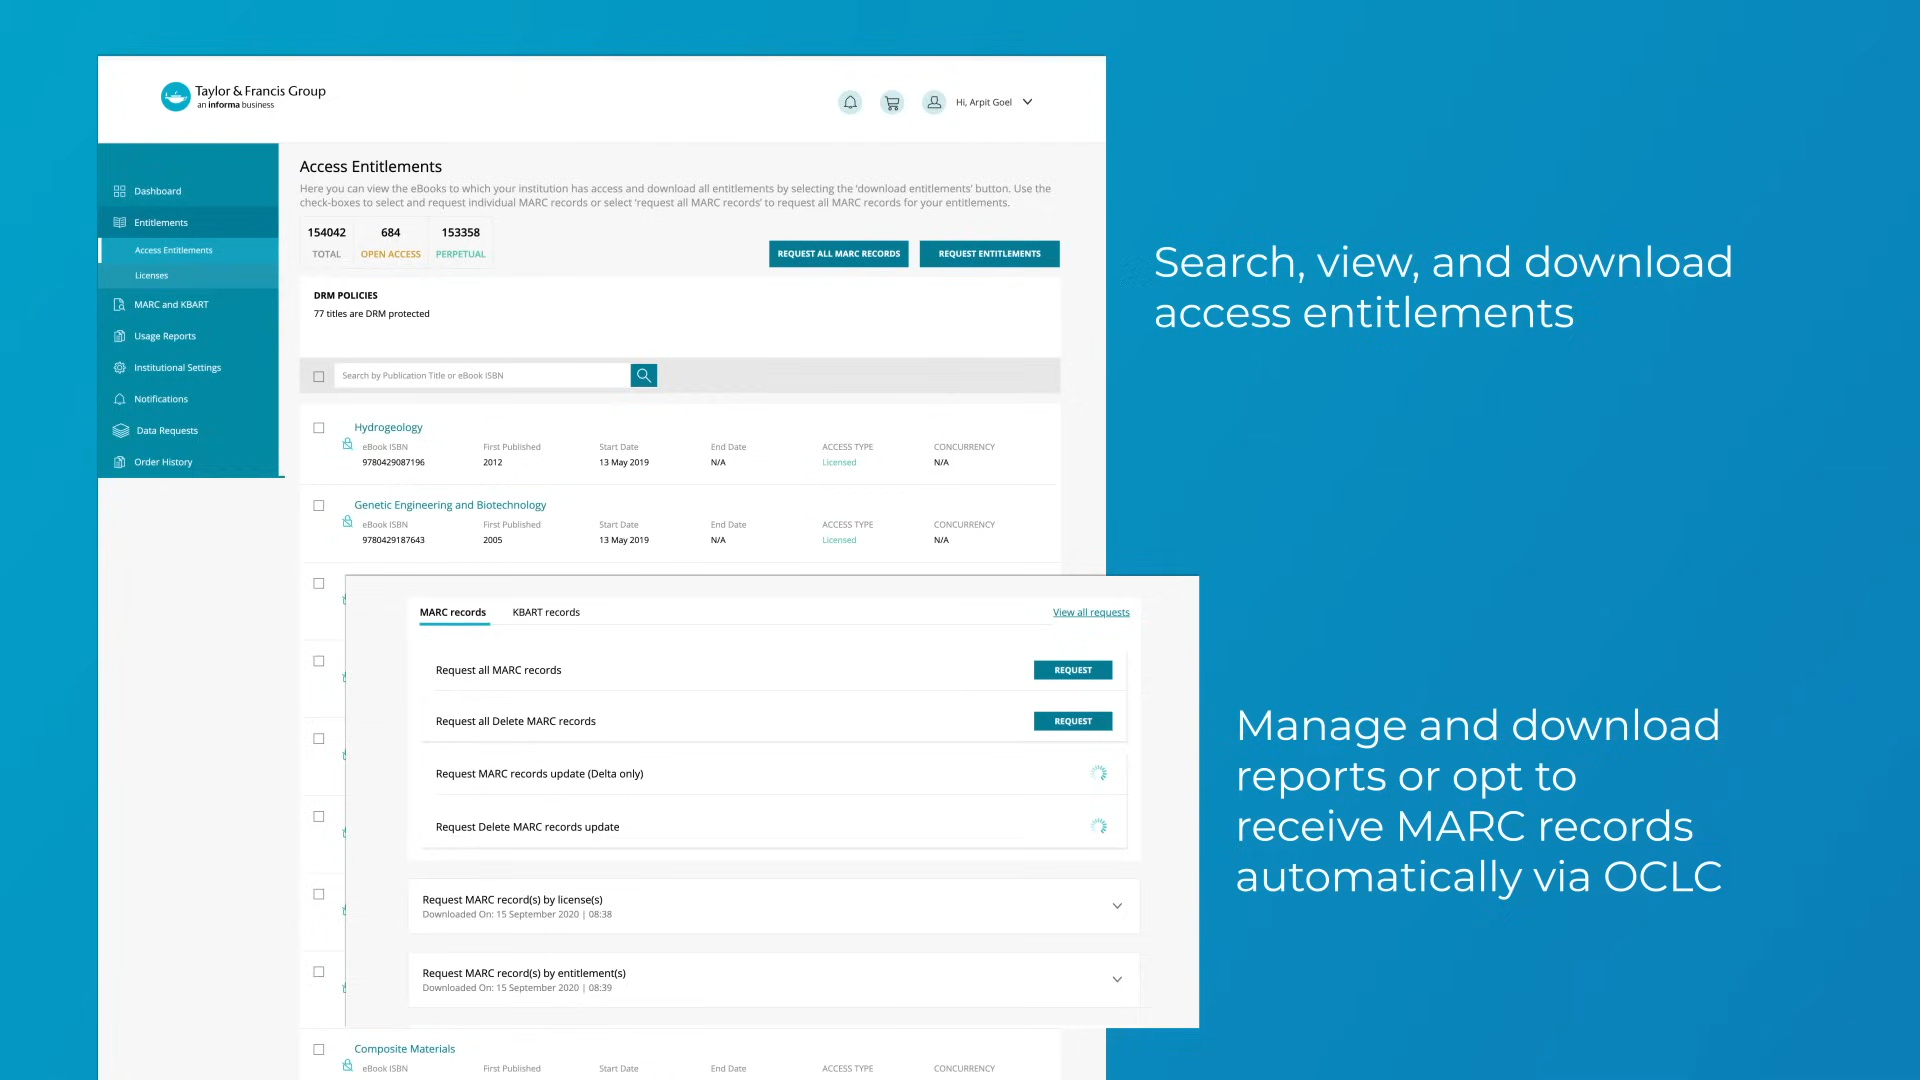 Taylor & Francis Group
an informa business
Hi, Arpit Goel
Dashboard
Entitlements
Access Entitlements
Licenses
MARC and KBART
Usage Reports
Institutional Settings
Notifications
Data Requests
Order History
Access Entitlements
Here you can view the eBooks to which your institution has access and download all entitlements by selecting the ‘download entitlements’ button. Use the
check-boxes to select and request individual MARC records or select ‘request all MARC records’ to request all MARC records for your entitlements.
154042 684 153358
TOTAL OPEN ACCESS PERPETUAL
REQUEST ALL MARC RECORDS REQUEST ENTITLEMENTS
DRM POLICIES
77 titles are DRM protected
Search by Publication Title or eBook ISBN
Hydrogeology
eBook ISBN First Published Start Date End Date ACCESS TYPE CONCURRENCY
9780429087196 2012 13 May 2019 N/A Licensed N/A
Genetic Engineering and Biotechnology
eBook ISBN First Published Start Date End Date ACCESS TYPE CONCURRENCY
9780429187643 2005 13 May 2019 N/A Licensed N/A
MARC records KBART records View all requests
Request all MARC records REQUEST
Request all Delete MARC records REQUEST
Request MARC records update (Delta only)
Request Delete MARC records update
Request MARC record(s) by license(s)
Downloaded On: 15 September 2020 | 08:38
Request MARC record(s) by entitlement(s)
Downloaded On: 15 September 2020 | 08:39
Composite Materials
eBook ISBN First Published Start Date End Date ACCESS TYPE CONCURRENCY
Search, view, and download
access entitlements
Manage and download
reports or opt to
receive MARC records
automatically via OCLC